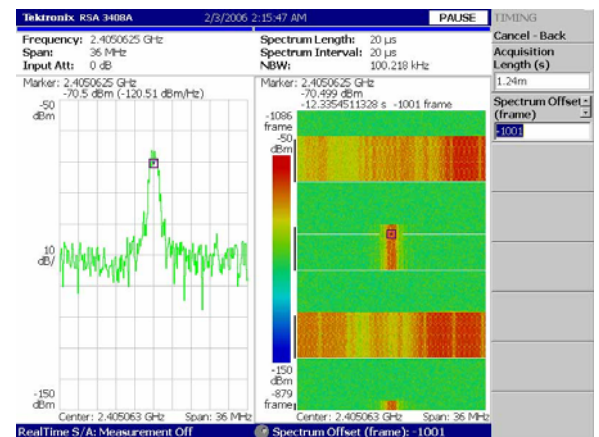 Tektronix RSA 3408A 2/3/2006 2:15:47 AM PAUSE TIMING
Frequency: 2.4050625 GHz
Span: 36 MHz
Input Att: 0 dB
Spectrum Length: 20 µs
Spectrum Interval: 20 µs
NBW: 100.218 kHz
Cancel - Back
Acquisition
Length (s)
1.24m
Spectrum Offset
(frame)
-1001
Marker: 2.4050625 GHz
-70.5 dBm (-120.51 dBm/Hz)
-50
dBm
10
dB/
-150
dBm
Center: 2.405063 GHz Span: 36 MHz
Marker: 2.4050625 GHz
-70.499 dBm
-12.3354511328 s -1001 frame
-1086
frame
-50
dBm
-150
dBm
-879
frame
Center: 2.405063 GHz Span: 36 MHz
RealTime S/A: Measurement Off
Spectrum Offset (frame): -1001